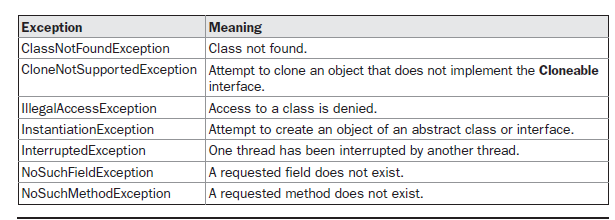 Exception Meaning
ClassNotFoundException Class not found.
CloneNotSupportedException Attempt to clone an object that does not implement the Cloneable
interface.
IllegalAccessException Access to a class is denied.
InstantiationException Attempt to create an object of an abstract class or interface.
InterruptedException One thread has been interrupted by another thread.
NoSuchFieldException A requested field does not exist.
NoSuchMethodException A requested method does not exist.